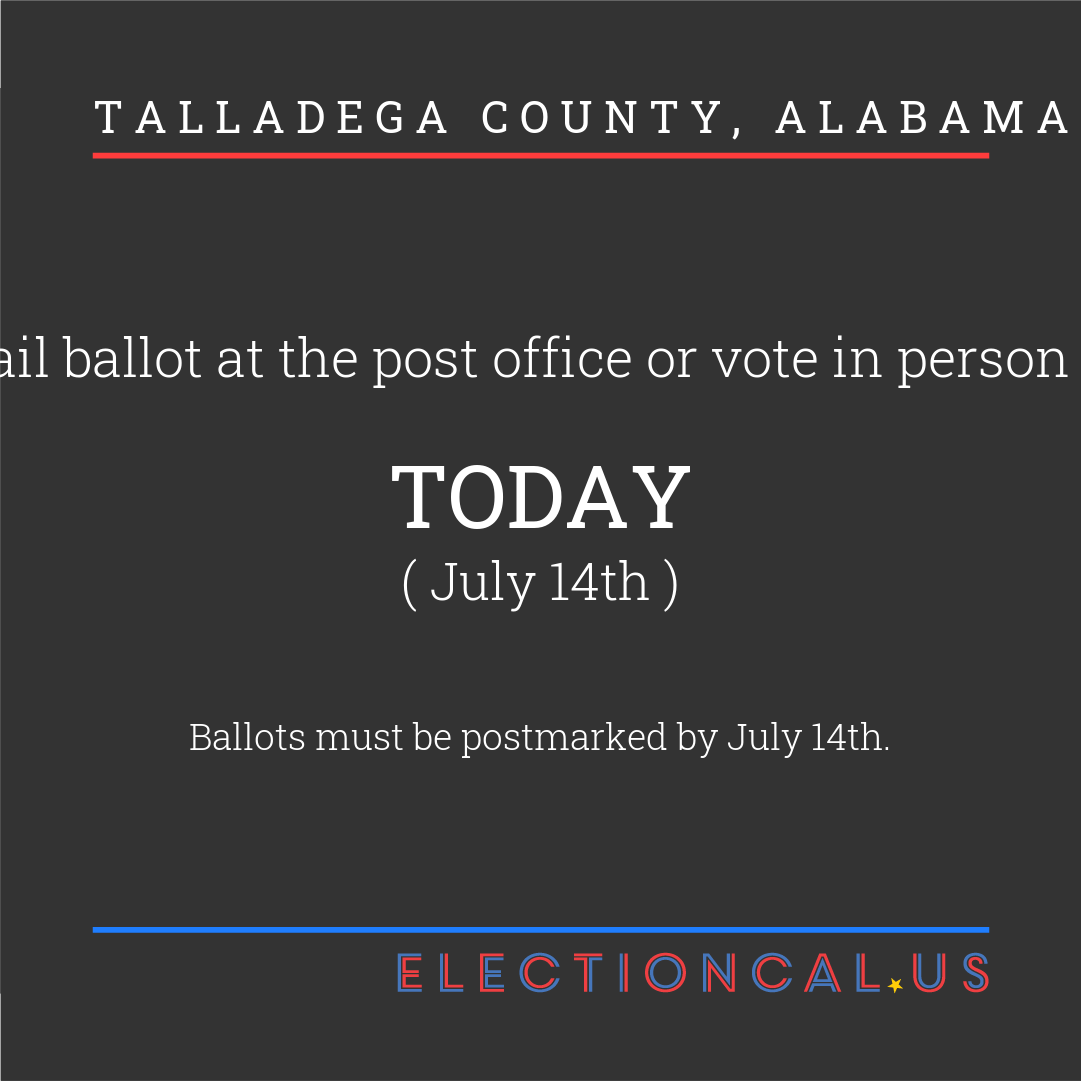 TALLADEGA COUNTY, ALABAMA
ail ballot at the post office or vote in person
TODAY
( July 14th )
Ballots must be postmarked by July 14th.
ELECTIONCAL.US